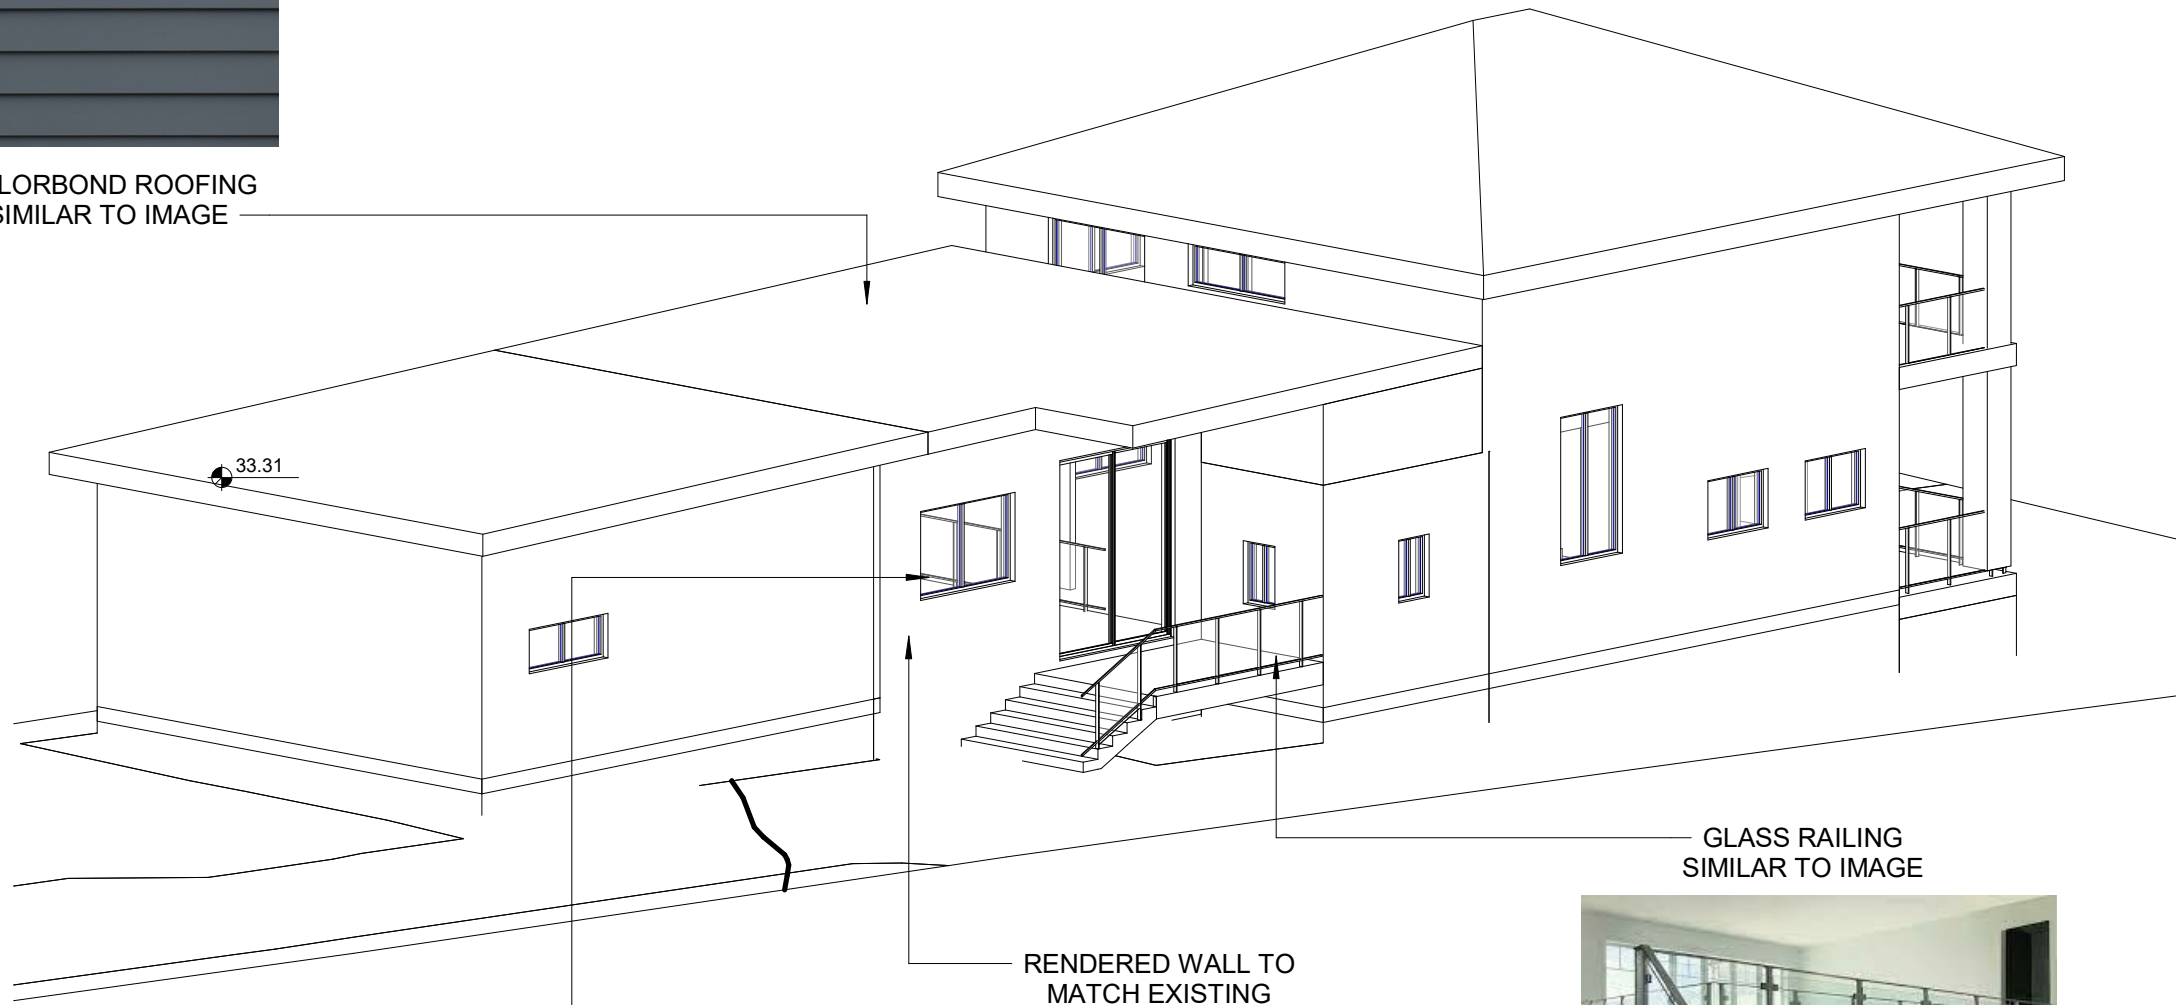 LORBOND ROOFING
SIMILAR TO IMAGE
33.31
GLASS RAILING
SIMILAR TO IMAGE
RENDERED WALL TO
MATCH EXISTING